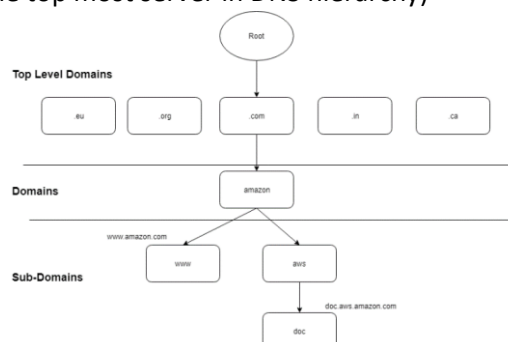 top most server in DNS hierarchy)
Root
Top Level Domains
.eu .org .com .in .ca
Domains
amazon
www.amazon.com
www aws
Sub-Domains
doc.aws.amazon.com
doc